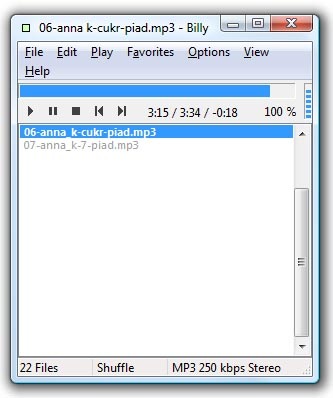 06-anna k-cukr-piad.mp3 - Billy
File Edit Play Favorites Options View
Help
3:15 / 3:34 / -0:18 100 %
06-anna_k-cukr-piad.mp3
07-anna_k-7-piad.mp3
22 Files Shuffle MP3 250 kbps Stereo